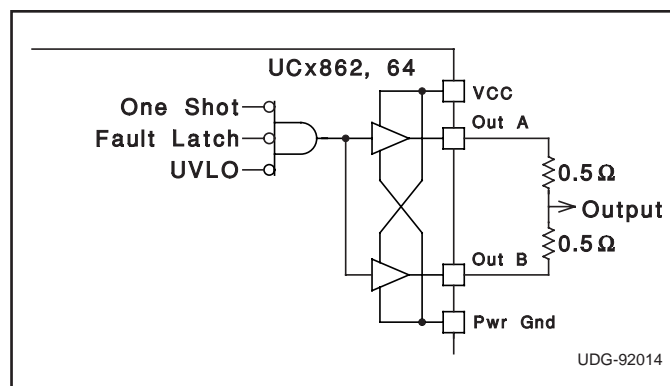 UCx862, 64
VCC
One Shot
Out A
Fault Latch
0.5Ω
UVLO
Output
0.5Ω
Out B
Pwr Gnd
UDG-92014